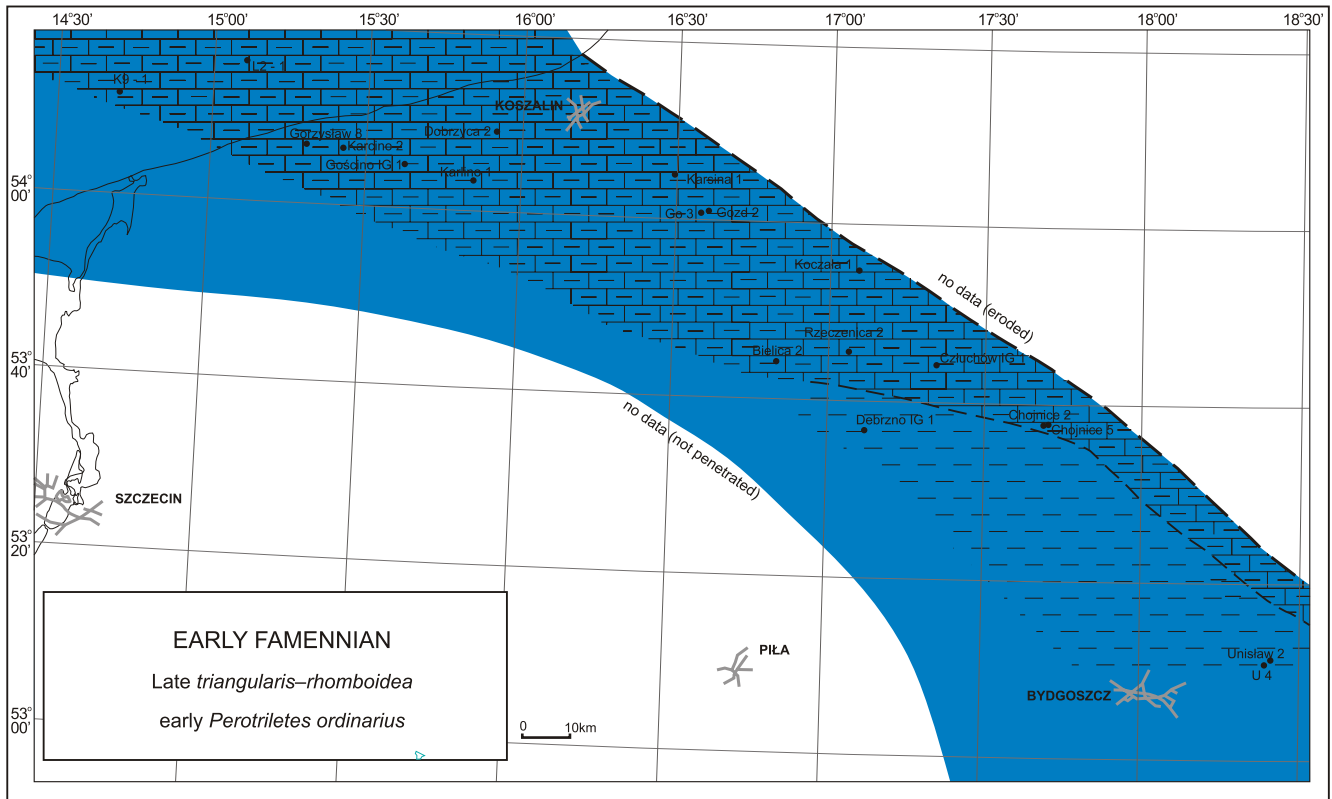 14°30' 15°00' 15°30' 16°00' 16°30' 17°00' 17°30' 18°00' 18°30'
L2 - 1
K9 - 1
KOSZALIN
Gorzysław 8
Dobrzyca 2
Karcino 2
Gościno IG 1
Karlino 1
Karsina 1
54°
00'
Go 3
Gozd 2
Koczała 1
no data (eroded)
Rzeczenica 2
Bielica 2
Człuchów IG 1
53°
40'
no data (not penetrated)
Chojnice 2
Debrzno IG 1
Chojnice 5
SZCZECIN
53°
20'
EARLY FAMENNIAN
Late triangularis–rhomboidea
early Perotriletes ordinarius
PIŁA
Unisław 2
U 4
BYDGOSZCZ
53°
00'
0 10km